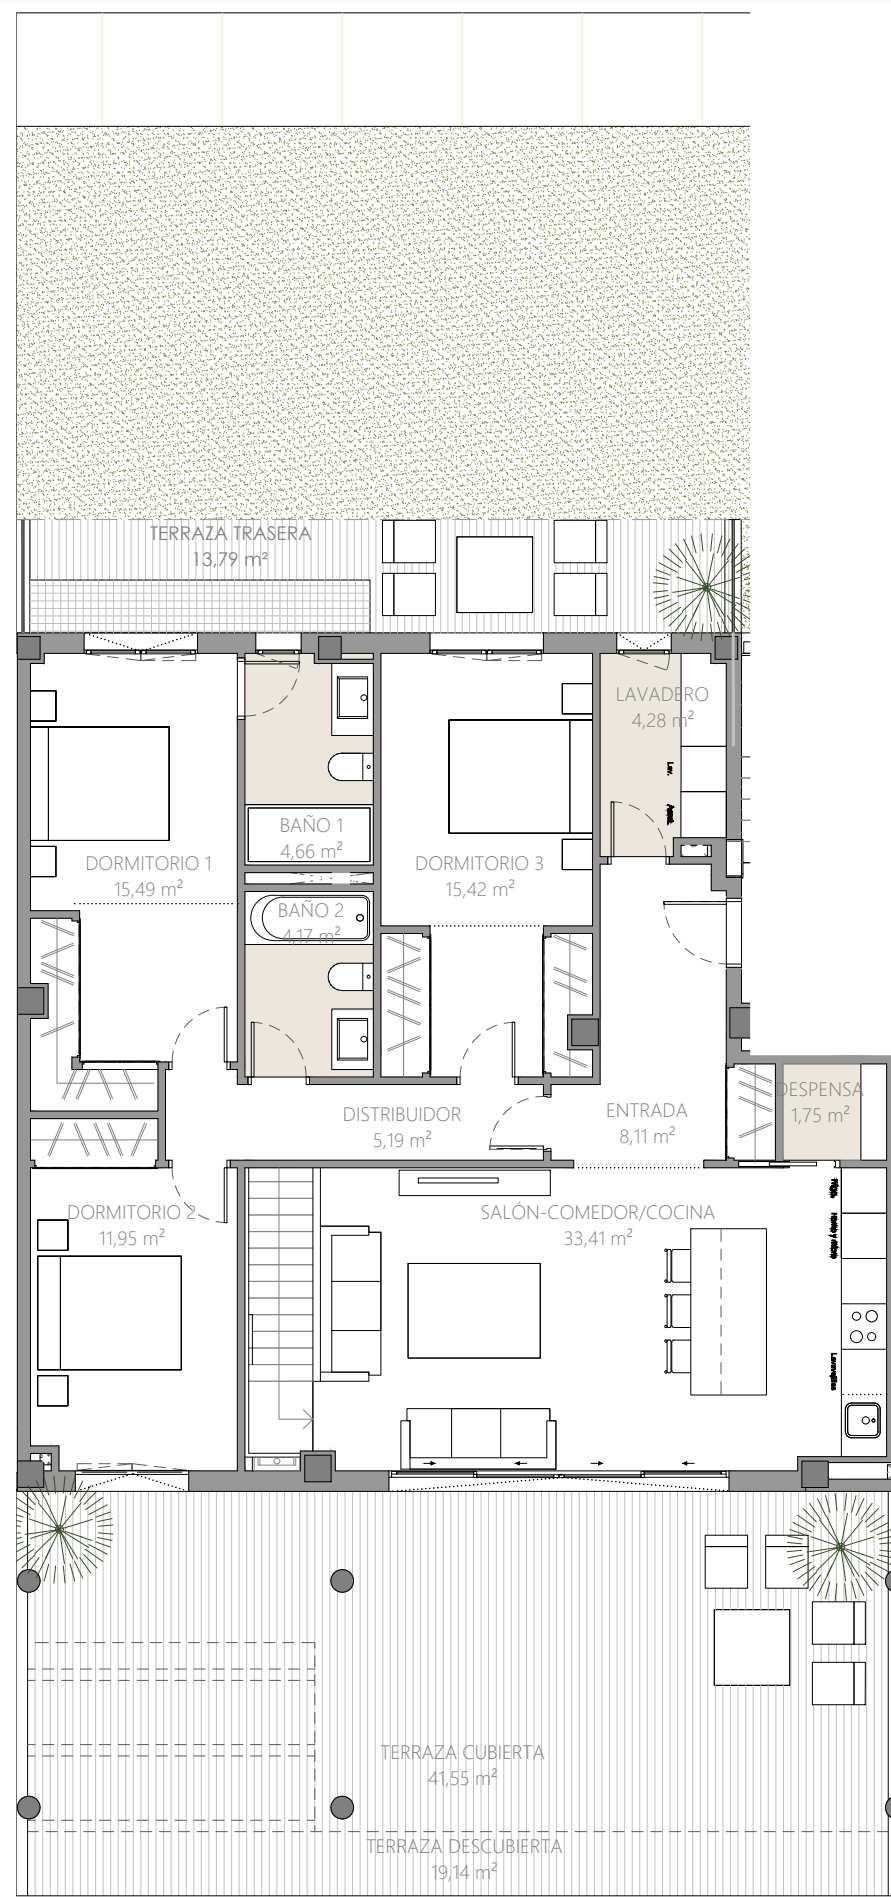 TERRAZA TRASERA
13,79 m²
LAVADERO
4,28 m²
Lav.
BAÑO 1
4,66 m²
DORMITORIO 1
15,49 m²
DORMITORIO 3
15,42 m²
BAÑO 2
4,17 m²
DESPENSA
1,75 m²
DISTRIBUIDOR
5,19 m²
ENTRADA
8,11 m²
DORMITORIO 2
11,95 m²
SALÓN-COMEDOR/COCINA
33,41 m²
Lavavajillas
TERRAZA CUBIERTA
41,55 m²
TERRAZA DESCUBIERTA
19,14 m²